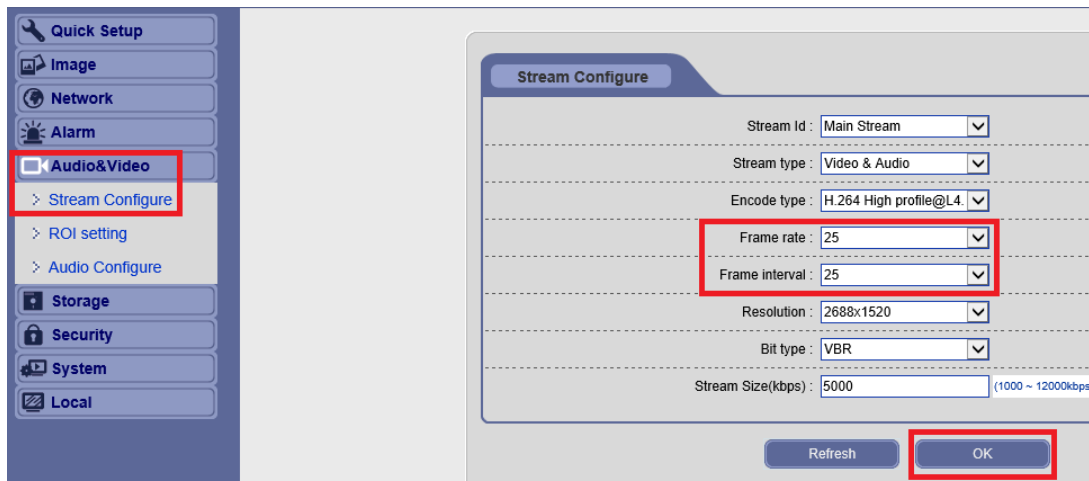 Quick Setup
Image
Network
Alarm
Audio&Video
> Stream Configure
> ROI setting
> Audio Configure
Storage
Security
System
Local
Stream Configure
Stream Id : Main Stream
Stream type : Video & Audio
Encode type : H.264 High profile@L4.
Frame rate : 25
Frame interval : 25
Resolution : 2688x1520
Bit type : VBR
Stream Size(kbps) : 5000 (1000 ~ 12000kbps
Refresh OK